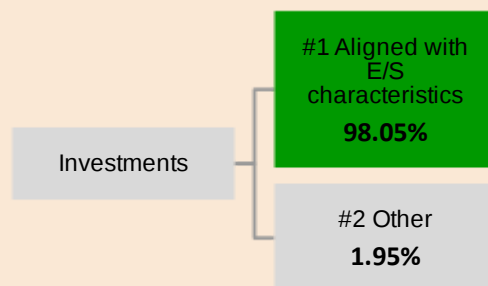 #1 Aligned with
E/S
characteristics
98.05%
Investments
#2 Other
1.95%